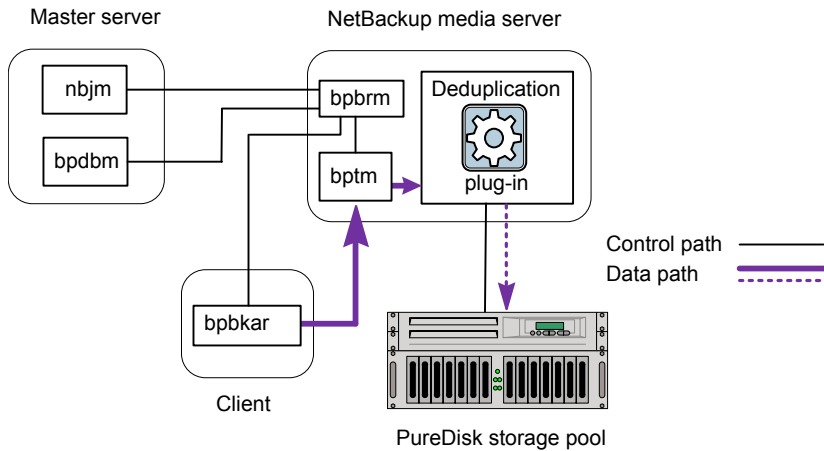 Master server
NetBackup media server
nbjm
bpbrm
Deduplication
bpdbm
bptm
plug-in
Control path
Data path
bpbkar
Client
PureDisk storage pool